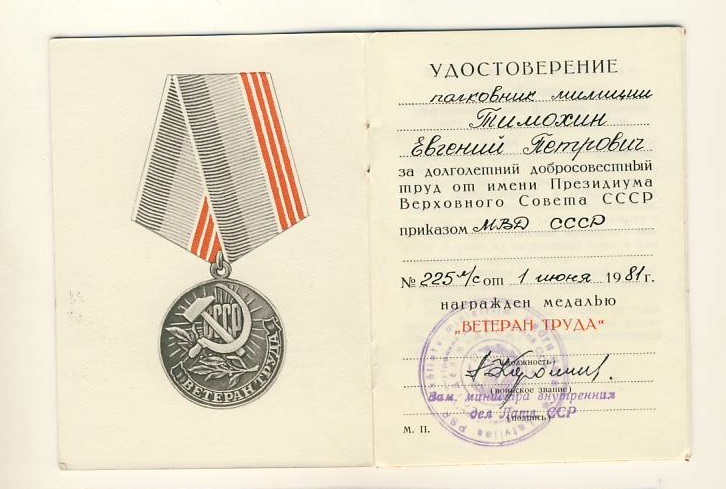 СССР
ВЕТЕРАН ТРУДА
УДОСТОВЕРЕНИЕ
полковник милиции
Тимохин
Евгений Петрович
за долголетний добросовестный
труд от имени Президиума
Верховного Совета СССР
приказом МВД СССР
№ 225 л/с от 1 июня 1981 г.
награжден медалью
„ВЕТЕРАН ТРУДА“
(должность)
(воинское звание)
Зам. министра внутренних
дел Латв. ССР
(подпись)
М. П.